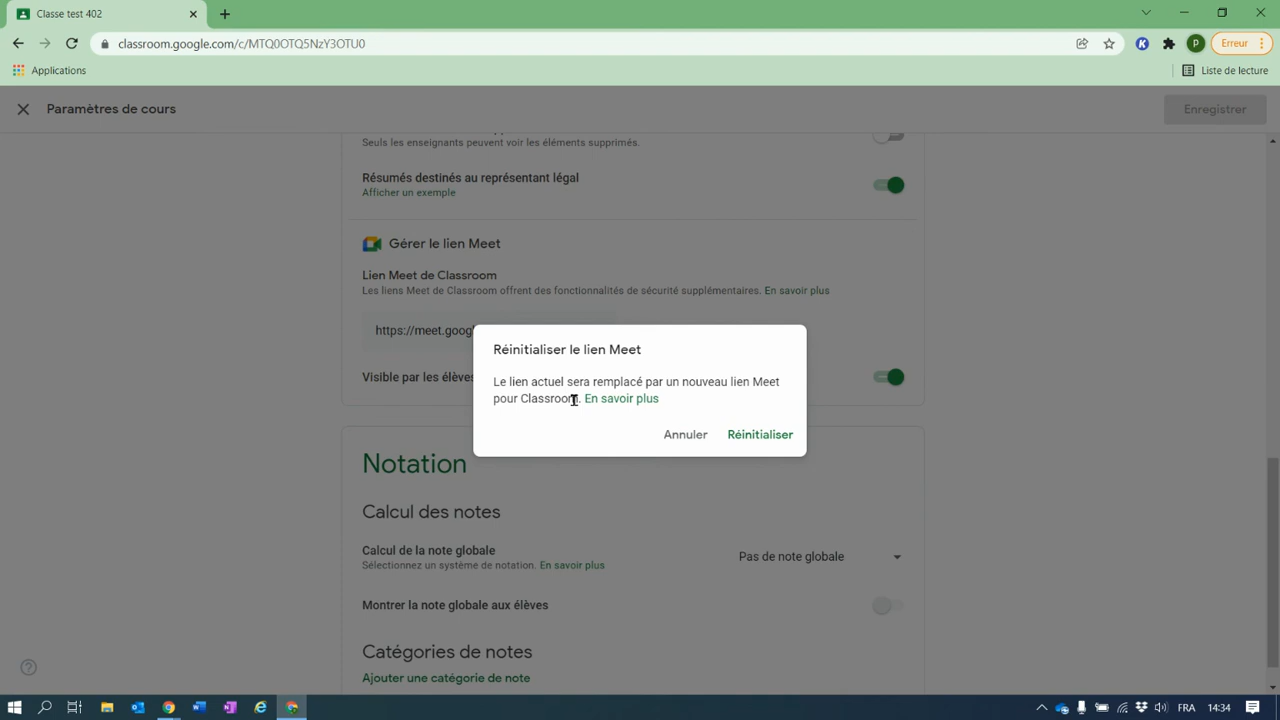 Classe test 402
classroom.google.com/c/MTQ0OTQ5NzY3OTU0
Erreur
Applications
Liste de lecture
Paramètres de cours
Enregistrer
Seuls les enseignants peuvent voir les éléments supprimés.
Résumés destinés au représentant légal
Afficher un exemple
Gérer le lien Meet
Lien Meet de Classroom
Les liens Meet de Classroom offrent des fonctionnalités de sécurité supplémentaires. En savoir plus
https://meet.goog
Visible par les élèves
Réinitialiser le lien Meet
Le lien actuel sera remplacé par un nouveau lien Meet
pour Classroom. En savoir plus
Annuler Réinitialiser
Notation
Calcul des notes
Calcul de la note globale
Sélectionnez un système de notation. En savoir plus
Pas de note globale
Montrer la note globale aux élèves
Catégories de notes
Ajouter une catégorie de note
FRA
14:34